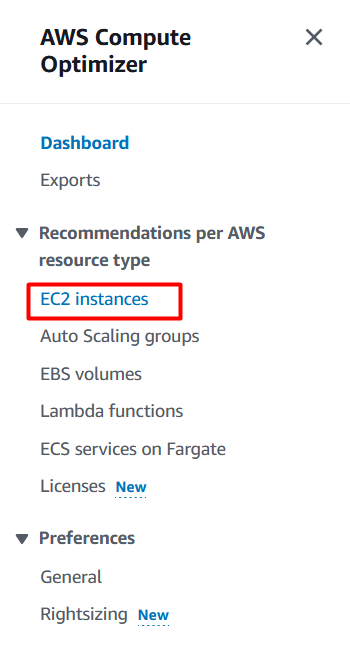 AWS Compute
Optimizer
Dashboard
Exports
Recommendations per AWS
resource type
EC2 instances
Auto Scaling groups
EBS volumes
Lambda functions
ECS services on Fargate
Licenses New
Preferences
General
Rightsizing New